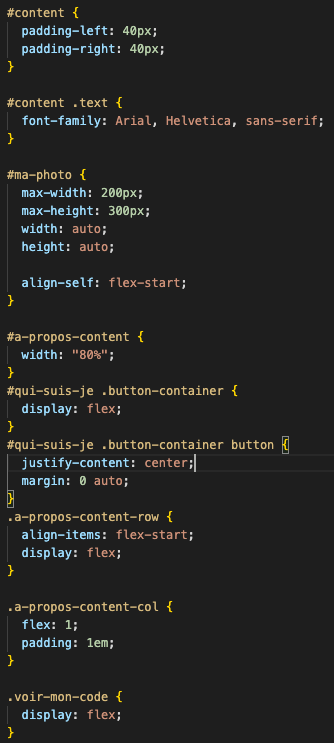 #content {
  padding-left: 40px;
  padding-right: 40px;
}

#content .text {
  font-family: Arial, Helvetica, sans-serif;
}

#ma-photo {
  max-width: 200px;
  max-height: 300px;
  width: auto;
  height: auto;

  align-self: flex-start;
}

#a-propos-content {
  width: "80%";
}
#qui-suis-je .button-container {
  display: flex;
}
#qui-suis-je .button-container button {
  justify-content: center;
  margin: 0 auto;
}
.a-propos-content-row {
  align-items: flex-start;
  display: flex;
}

.a-propos-content-col {
  flex: 1;
  padding: 1em;
}

.voir-mon-code {
  display: flex;
}